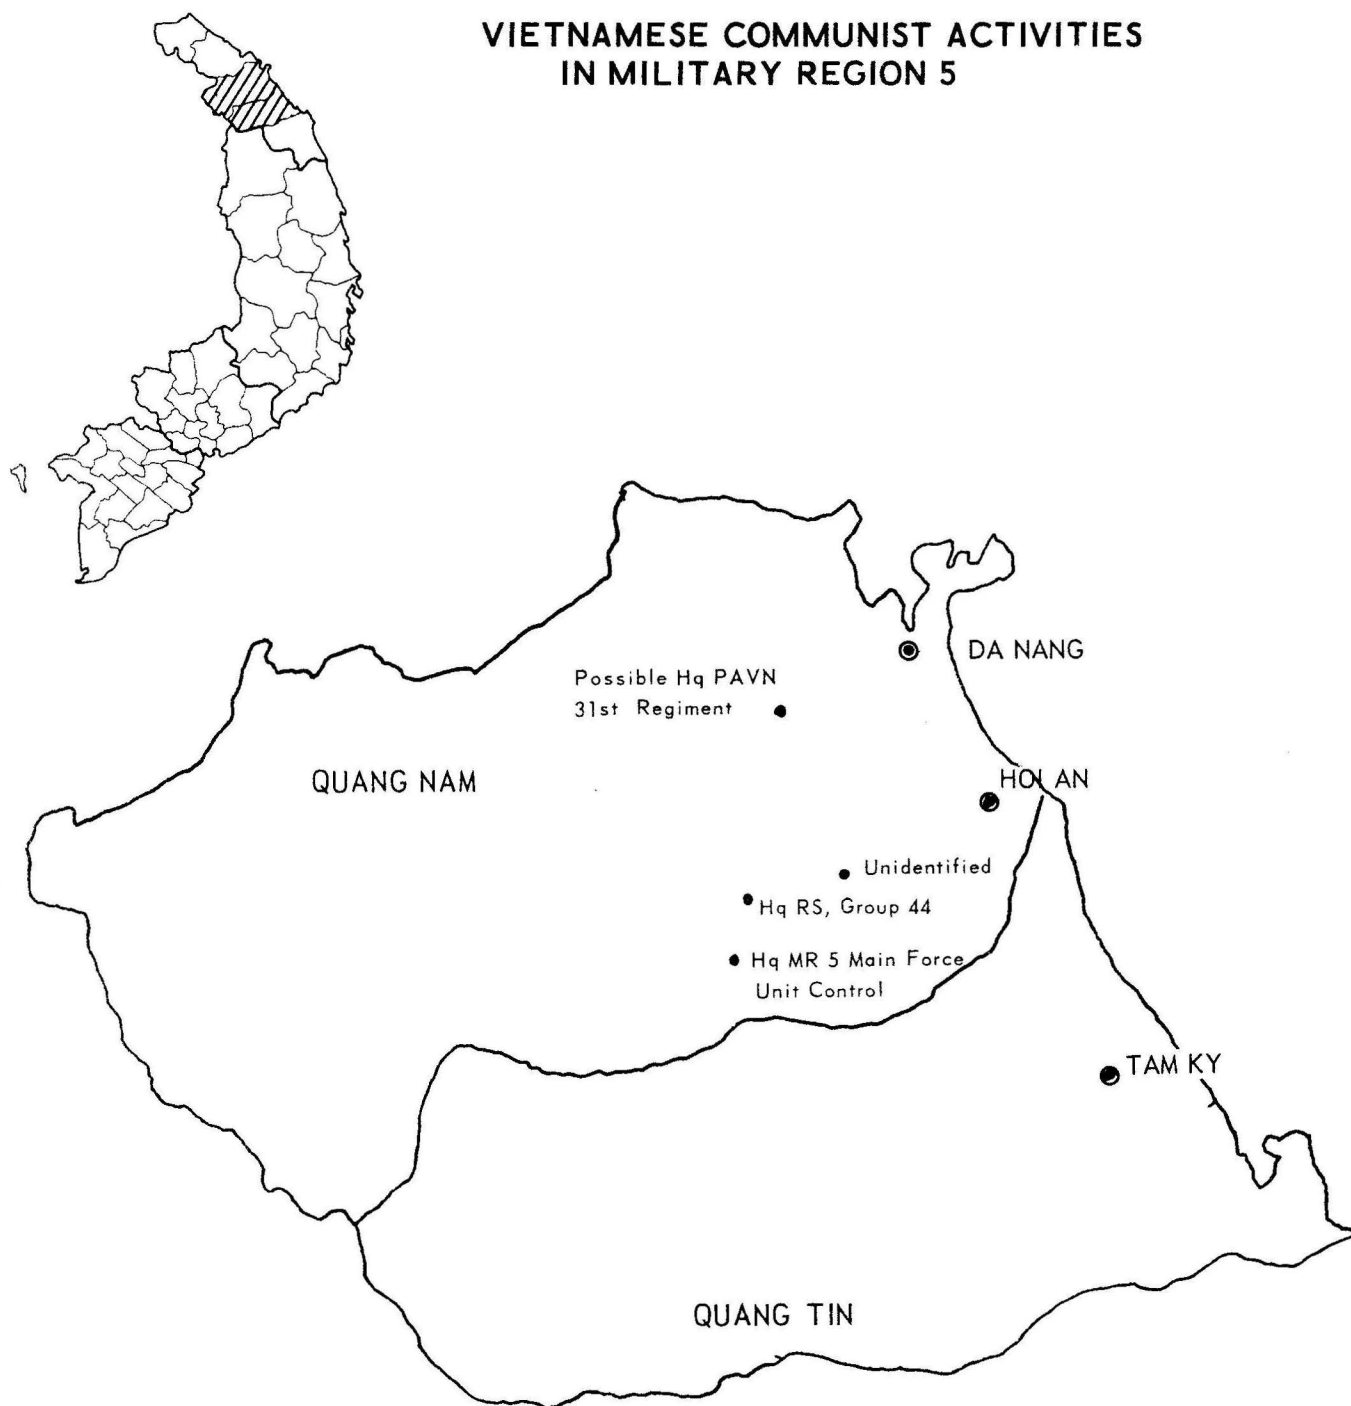 VIETNAMESE COMMUNIST ACTIVITIES
IN MILITARY REGION 5
DA NANG
Possible Hq PAVN
31st Regiment
QUANG NAM
HOI AN
Unidentified
Hq RS, Group 44
Hq MR 5 Main Force
Unit Control
TAM KY
QUANG TIN